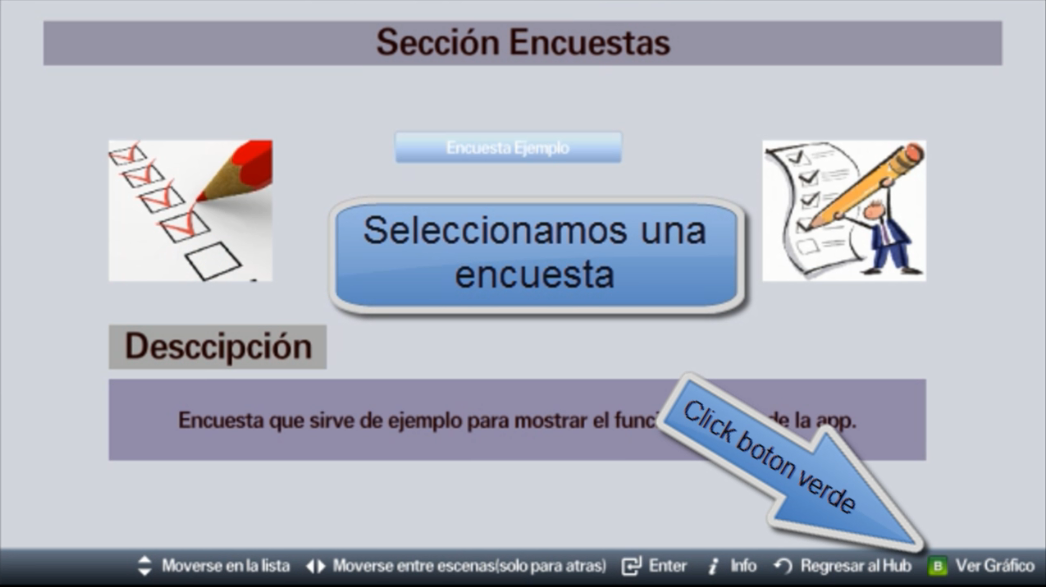 Sección Encuestas
Encuesta Ejemplo
Seleccionamos una
encuesta
Desccipción
Encuesta que sirve de ejemplo para mostrar el de la app.
Click boton verde
Moverse en la lista Moverse entre escenas(solo para atras) Enter i Info Regresar al Hub B Ver Gráfico